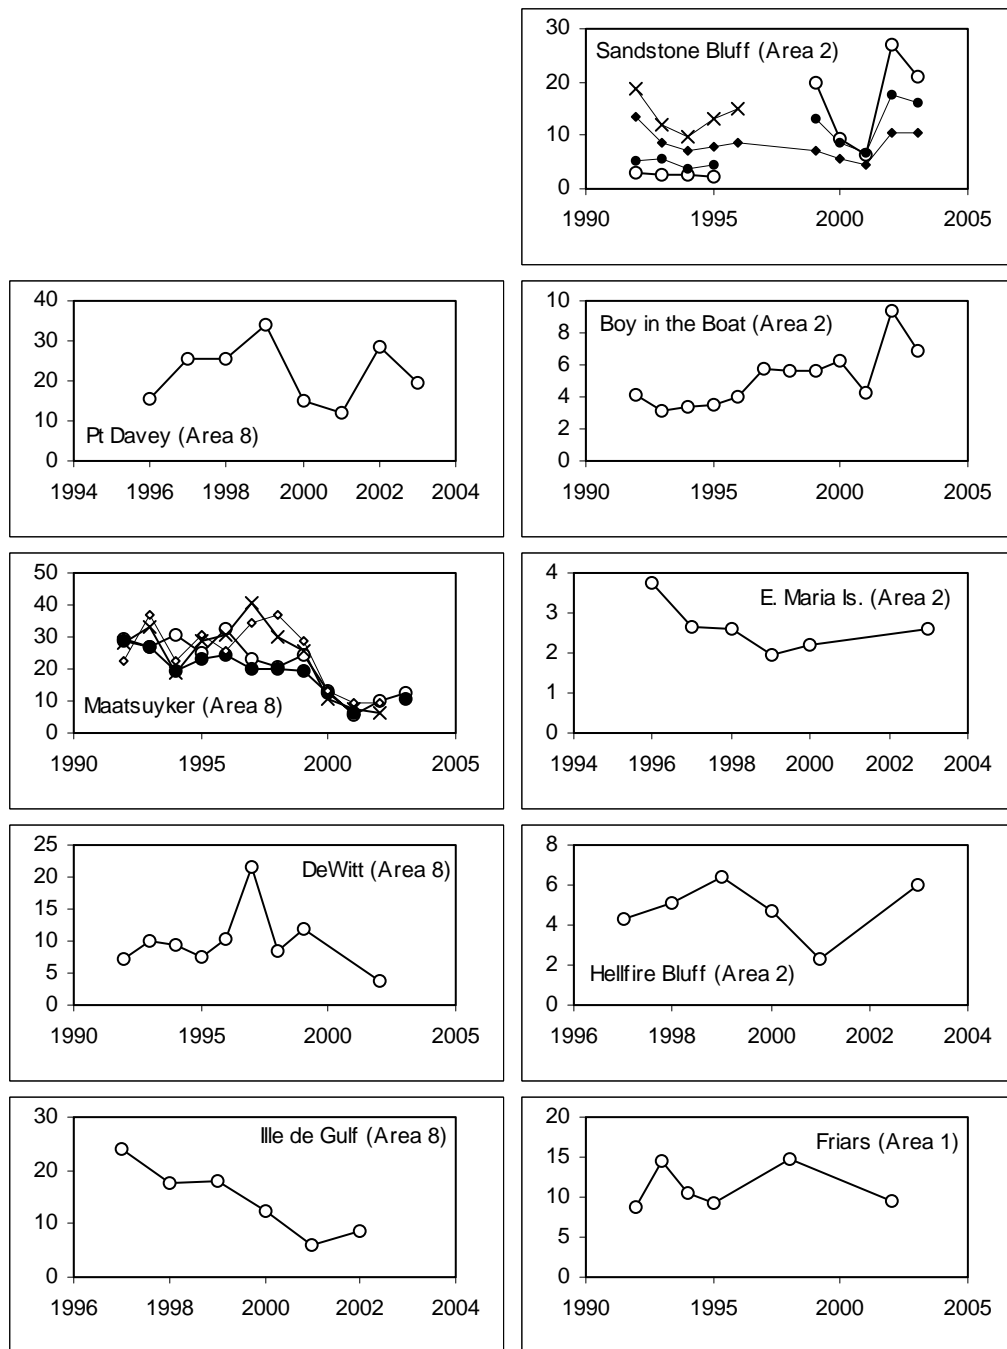 30
Sandstone Bluff (Area 2)
20
10
0
1990 1995 2000 2005
40
30
20
10
Pt Davey (Area 8)
0
1994 1996 1998 2000 2002 2004
10
Boy in the Boat (Area 2)
8
6
4
2
0
1990 1995 2000 2005
50
40
30
20
10
Maatsuyker (Area 8)
0
1990 1995 2000 2005
4
E. Maria Is. (Area 2)
3
2
1
0
1994 1996 1998 2000 2002 2004
25
DeWitt (Area 8)
20
15
10
5
0
1990 1995 2000 2005
8
6
4
2
Hellfire Bluff (Area 2)
0
1996 1998 2000 2002 2004
30
Ille de Gulf (Area 8)
20
10
0
1996 1998 2000 2002 2004
20
Friars (Area 1)
15
10
5
0
1990 1995 2000 2005